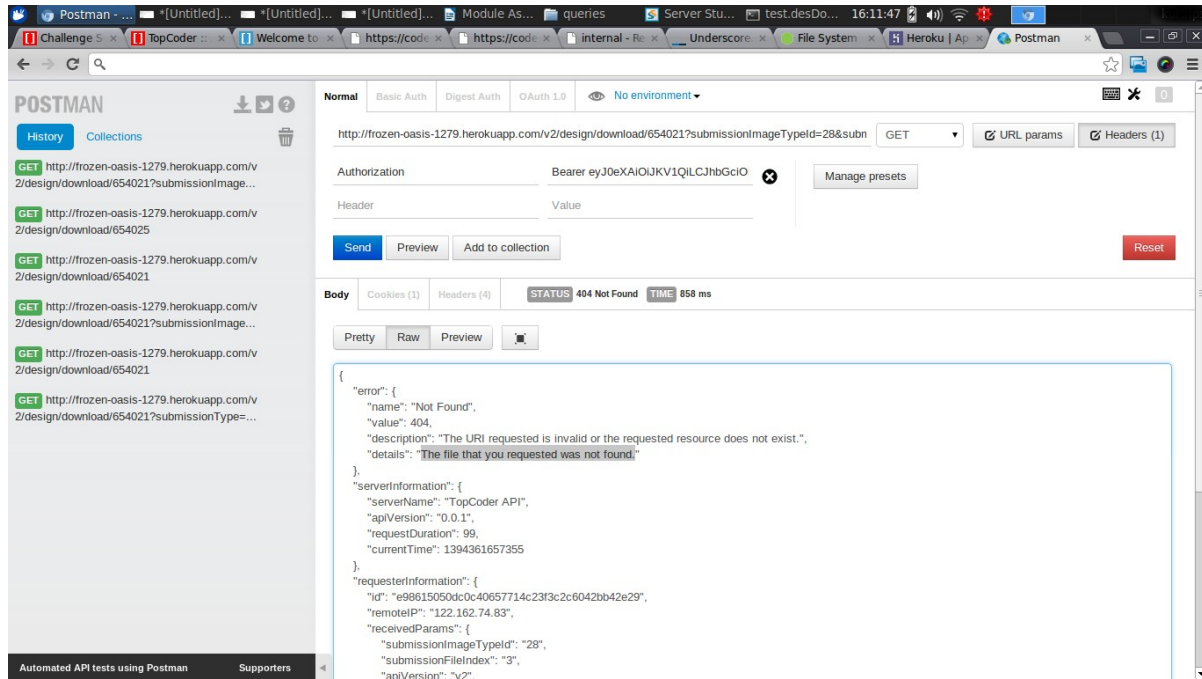 Postman - ... *[Untitled]... *[Untitled]... *[Untitled]... Module As... queries Server Stu... test.desDo... 16:11:47
Challenge S TopCoder :: Welcome to https://code https://code internal - Re Underscore. File System Heroku | Ap Postman
POSTMAN
History Collections
GET http://frozen-oasis-1279.herokuapp.com/v
2/design/download/654021?submissionImage...
GET http://frozen-oasis-1279.herokuapp.com/v
2/design/download/654025
GET http://frozen-oasis-1279.herokuapp.com/v
2/design/download/654021
GET http://frozen-oasis-1279.herokuapp.com/v
2/design/download/654021?submissionImage...
GET http://frozen-oasis-1279.herokuapp.com/v
2/design/download/654021
GET http://frozen-oasis-1279.herokuapp.com/v
2/design/download/654021?submissionType=...
Automated API tests using Postman Supporters
Normal Basic Auth Digest Auth OAuth 1.0 No environment 0
http://frozen-oasis-1279.herokuapp.com/v2/design/download/654021?submissionImageTypeId=28&subn GET URL params Headers (1)
Authorization Bearer eyJ0eXAiOiJKV1QiLCJhbGciO Manage presets
Header Value
Send Preview Add to collection Reset
Body Cookies (1) Headers (4) STATUS 404 Not Found TIME 858 ms
Pretty Raw Preview
{
"error": {
"name": "Not Found",
"value": 404,
"description": "The URI requested is invalid or the requested resource does not exist.",
"details": "The file that you requested was not found."
},
"serverInformation": {
"serverName": "TopCoder API",
"apiVersion": "0.0.1",
"requestDuration": 99,
"currentTime": 1394361657355
},
"requesterInformation": {
"id": "e98615050dc0c40657714c23f3c2c6042bb42e29",
"remoteIP": "122.162.74.83",
"receivedParams": {
"submissionImageTypeId": "28",
"submissionFileIndex": "3",
"apiVersion": "v2",